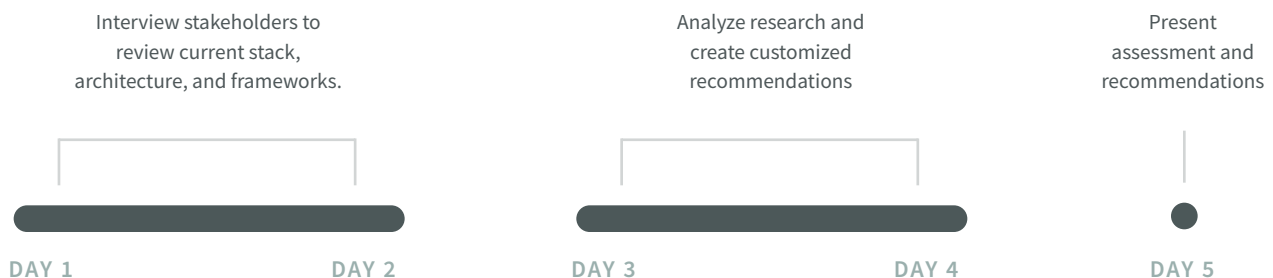 Interview stakeholders to
review current stack,
architecture, and frameworks.
Analyze research and
create customized
recommendations
Present
assessment and
recommendations
DAY 1
DAY 2
DAY 3
DAY 4
DAY 5